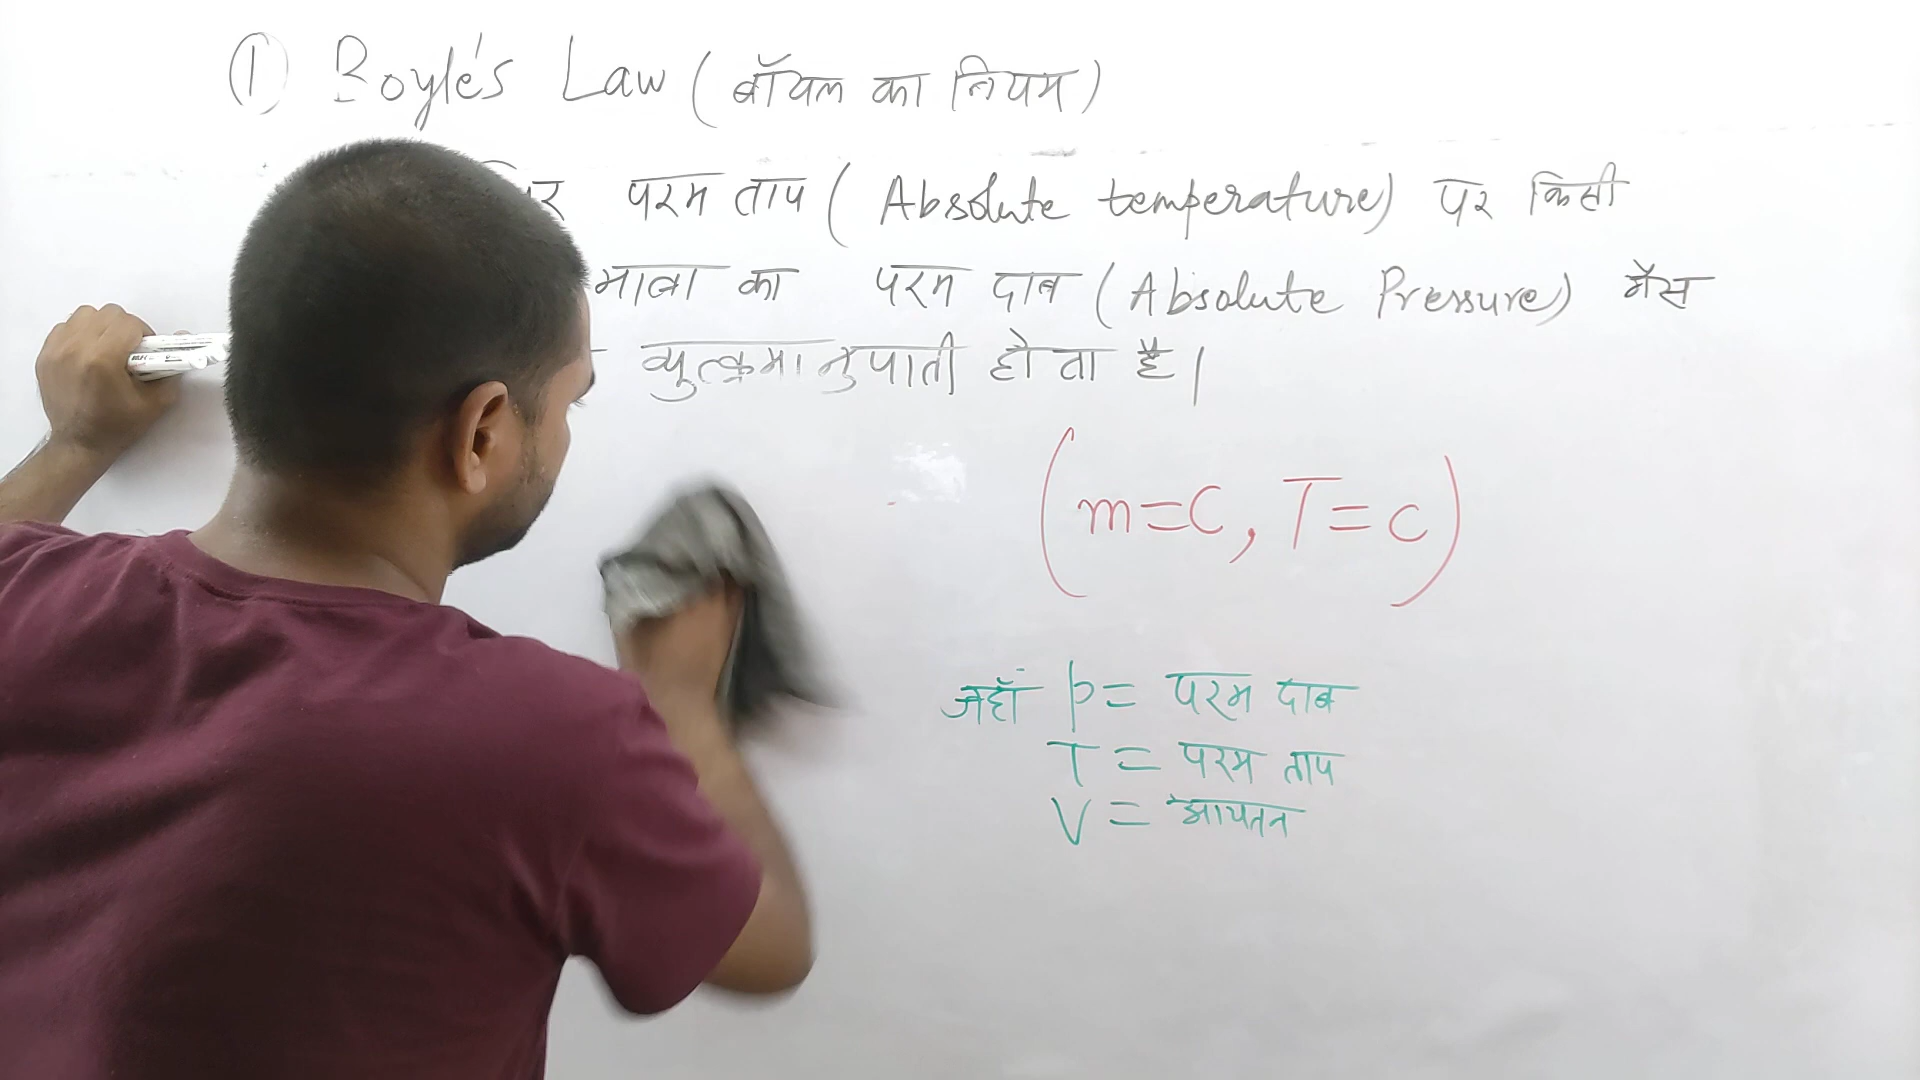 ① Boyle's Law ( बॉयल का नियम )
परम ताप ( Absolute temperature ) पर किसी
मात्रा का परम दाब ( Absolute Pressure ) गैस
व्युत्क्रमानुपाती होता है।
( m = C , T = C )
जहाँ P = परम दाब
T = परम ताप
V = आयतन